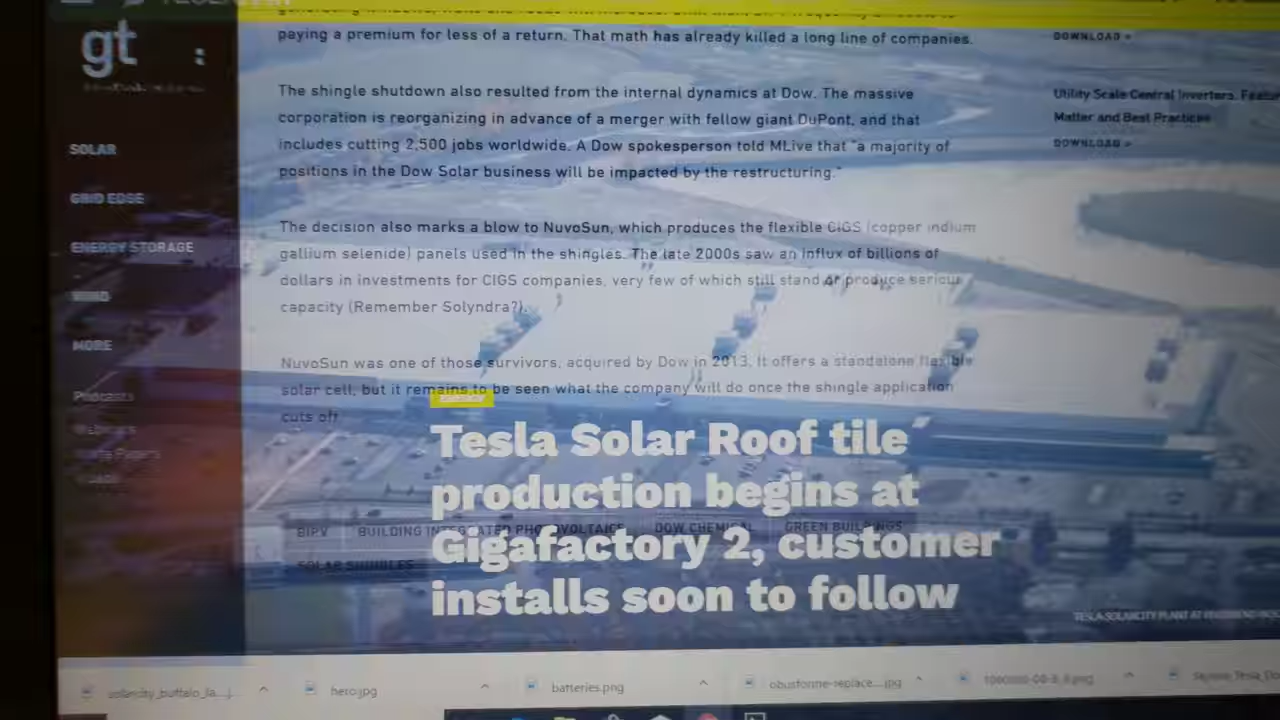 gt
paying a premium for less of a return. That math has already killed a long line of companies.
DOWNLOAD »
The shingle shutdown also resulted from the internal dynamics at Dow. The massive
corporation is reorganizing in advance of a merger with fellow giant DuPont, and that
includes cutting 2,500 jobs worldwide. A Dow spokesperson told MLive that "a majority of
positions in the Dow Solar business will be impacted by the restructuring."
Utility Scale Central Inverters.
Matter and Best Practices
DOWNLOAD »
SOLAR
GRID EDGE
ENERGY STORAGE
WIND
MORE
Podcasts
The decision also marks a blow to NuvoSun, which produces the flexible CIGS (copper indium
gallium selenide) panels used in the shingles. The late 2000s saw an influx of billions of
dollars in investments for CIGS companies, very few of which still stand or produce serious
capacity (Remember Solyndra?).
NuvoSun was one of those survivors, acquired by Dow in 2013. It offers a standalone flexible
solar cell, but it remains to be seen what the company will do once the shingle application
cuts off
Tesla Solar Roof tile
production begins at
Gigafactory 2, customer
installs soon to follow
BIPV BUILDING INTEGRATED PHOTOVOLTAICS DOW CHEMICAL GREEN BUILDINGS
SOLAR SHINGLES
hero.jpg
batteries.png